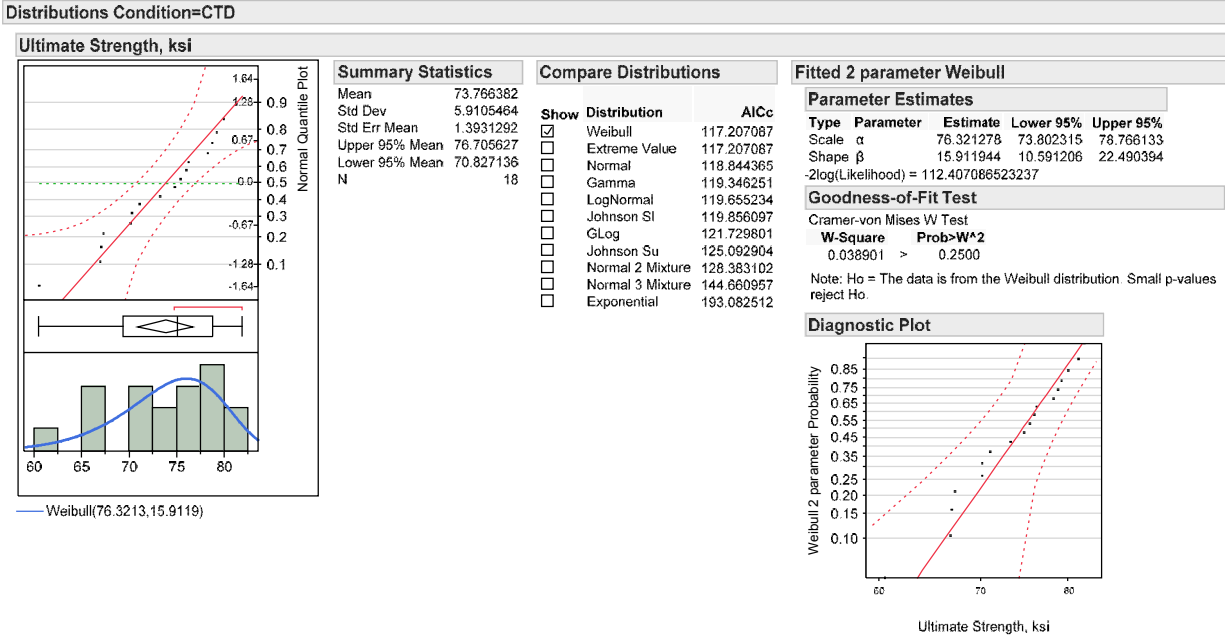 Distributions Condition=CTD
Ultimate Strength, ksi
1.64
1.28
0.67
0.0
-0.67
-1.28
-1.64
0.9
0.8
0.7
0.6
0.5
0.4
0.3
0.2
0.1
Normal Quantile Plot
60 65 70 75 80
Weibull(76.3213,15.9119)
Summary Statistics
Mean 73.766382
Std Dev 5.9105464
Std Err Mean 1.3931292
Upper 95% Mean 76.705627
Lower 95% Mean 70.827136
N 18
Compare Distributions
Show Distribution AICc
Weibull 117.207087
Extreme Value 117.207087
Normal 118.844365
Gamma 119.346251
LogNormal 119.655234
Johnson Sl 119.856097
GLog 121.729801
Johnson Su 125.092904
Normal 2 Mixture 128.383102
Normal 3 Mixture 144.660957
Exponential 193.082512
Fitted 2 parameter Weibull
Parameter Estimates
Type Parameter Estimate Lower 95% Upper 95%
Scale α 76.321278 73.802315 78.766133
Shape β 15.911944 10.591206 22.490394
-2log(Likelihood) = 112.407086523237
Goodness-of-Fit Test
Cramer-von Mises W Test
W-Square Prob>W^2
0.038901 > 0.2500
Note: Ho = The data is from the Weibull distribution. Small p-values
reject Ho.
Diagnostic Plot
Weibull 2 parameter Probability
0.85
0.75
0.65
0.55
0.45
0.35
0.25
0.20
0.15
0.10
60 70 80
Ultimate Strength, ksi